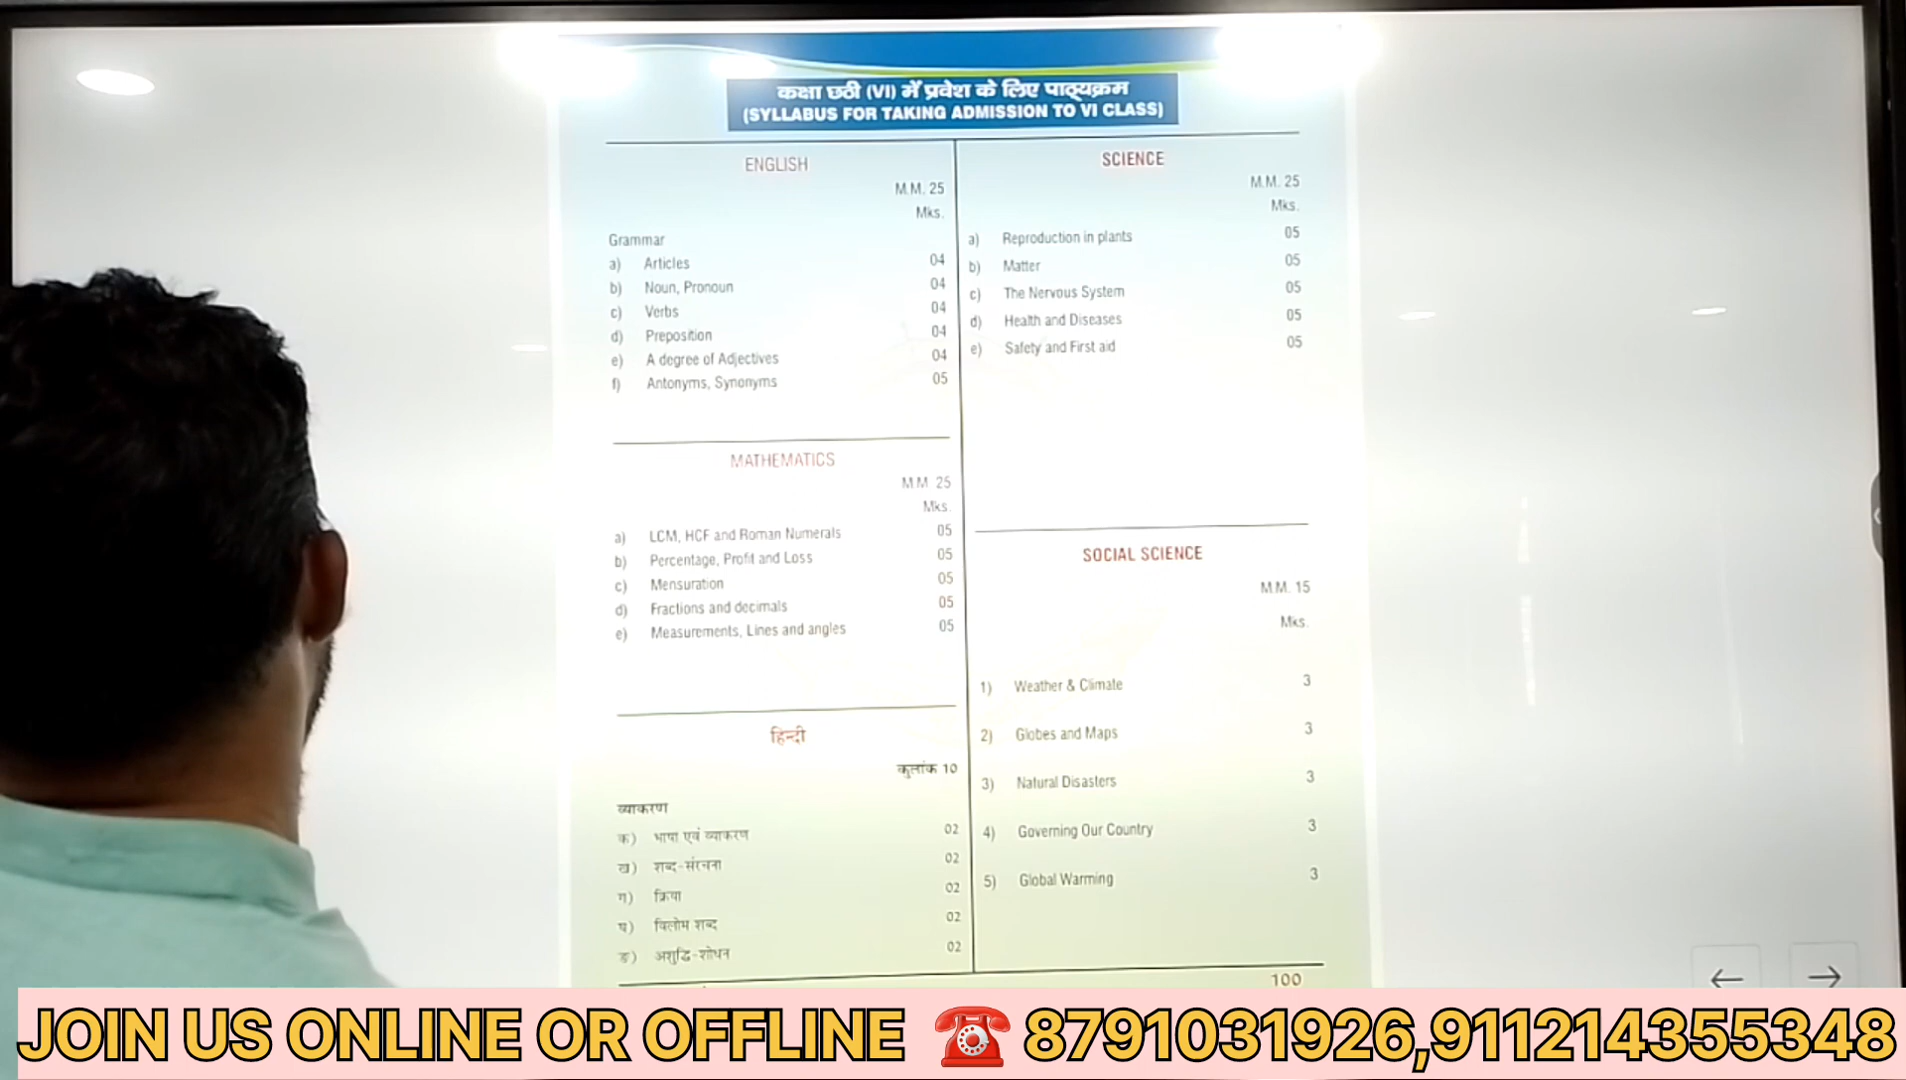 कक्षा छठी (VI) में प्रवेश के लिए पाठ्यक्रम
(SYLLABUS FOR TAKING ADMISSION TO VI CLASS)
ENGLISH
M.M. 25
Mks.
Grammar
a) Articles 04
b) Noun, Pronoun 04
c) Verbs 04
d) Preposition 04
e) A degree of Adjectives 04
f) Antonyms, Synonyms 05
MATHEMATICS
M.M. 25
Mks.
a) LCM, HCF and Roman Numerals 05
b) Percentage, Profit and Loss 05
c) Mensuration 05
d) Fractions and decimals 05
e) Measurements, Lines and angles 05
हिन्दी
कुलांक 10
व्याकरण
क) भाषा एवं व्याकरण 02
ख) शब्द-संरचना 02
ग) क्रिया 02
घ) विलोम शब्द 02
ङ) अशुद्धि-शोधन 02
SCIENCE
M.M. 25
Mks.
a) Reproduction in plants 05
b) Matter 05
c) The Nervous System 05
d) Health and Diseases 05
e) Safety and First aid 05
SOCIAL SCIENCE
M.M. 15
Mks.
1) Weather & Climate 3
2) Globes and Maps 3
3) Natural Disasters 3
4) Governing Our Country 3
5) Global Warming 3
100
JOIN US ONLINE OR OFFLINE ☎️ 8791031926,911214355348